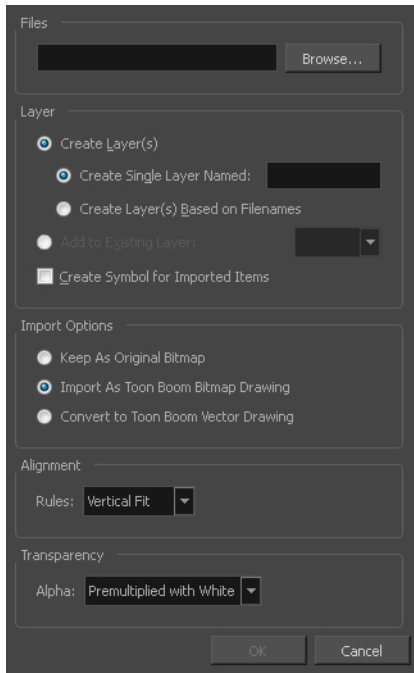 Files
Browse...
Layer
Create Layer(s)
Create Single Layer Named:
Create Layer(s) Based on Filenames
Add to Existing Layer:
Create Symbol for Imported Items
Import Options
Keep As Original Bitmap
Import As Toon Boom Bitmap Drawing
Convert to Toon Boom Vector Drawing
Alignment
Rules: Vertical Fit
Transparency
Alpha: Premultiplied with White
OK Cancel